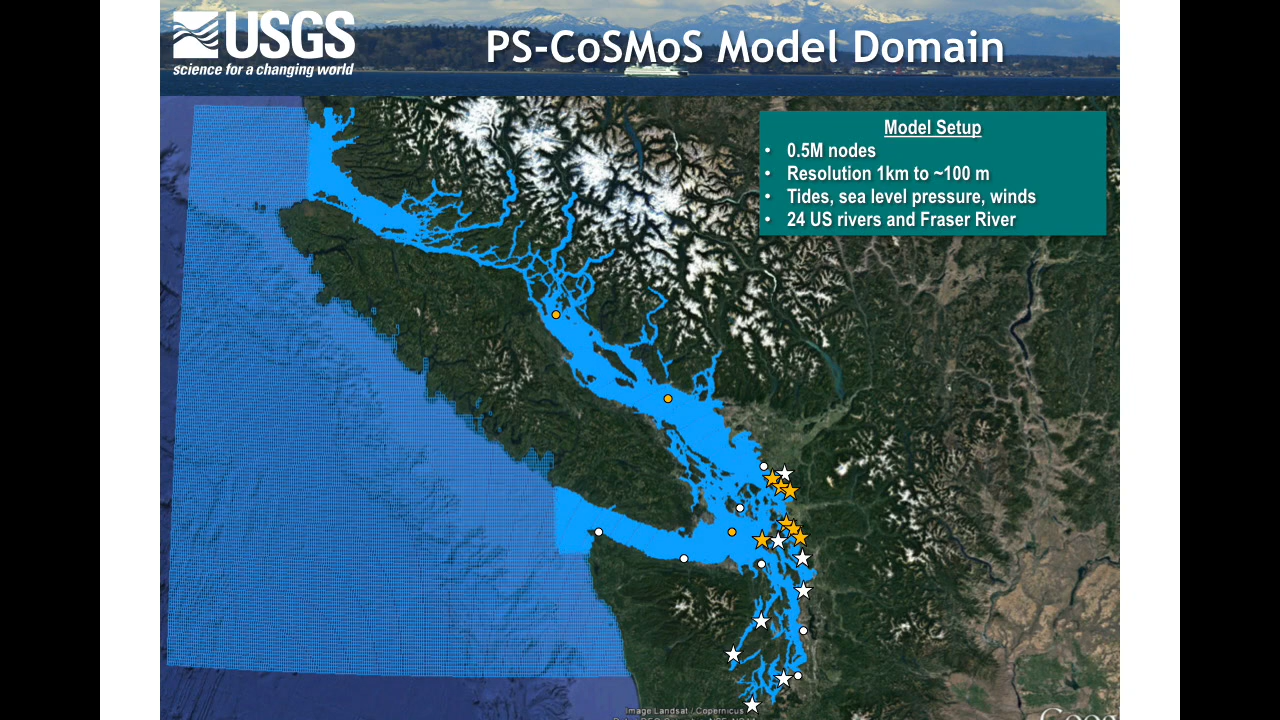 USGS
science for a changing world
PS-CoSMoS Model Domain
Model Setup
• 0.5M nodes
• Resolution 1km to ~100 m
• Tides, sea level pressure, winds
• 24 US rivers and Fraser River
Image Landsat / Copernicus